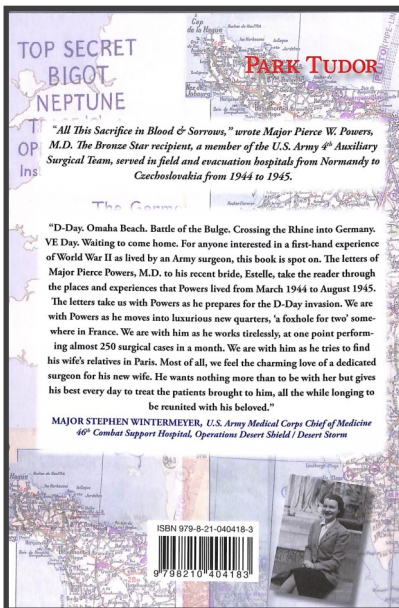 TOP SECRET
BIGOT
NEPTUNE
PARK TUDOR
"All This Sacrifice in Blood & Sorrows," wrote Major Pierce W. Powers,
M.D. The Bronze Star recipient, a member of the U.S. Army 4th Auxiliary
Surgical Team, served in field and evacuation hospitals from Normandy to
Czechoslovakia from 1944 to 1945.
"D-Day. Omaha Beach. Battle of the Bulge. Crossing the Rhine into Germany.
VE Day. Waiting to come home. For anyone interested in a first-hand experience
of World War II as lived by an Army surgeon, this book is spot on. The letters of
Major Pierce Powers, M.D. to his recent bride, Estelle, take the reader through
the places and experiences that Powers lived from March 1944 to August 1945.
The letters take us with Powers as he prepares for the D-Day invasion. We are
with Powers as he moves into luxurious new quarters, 'a foxhole for two' some-
where in France. We are with him as he works tirelessly, at one point perform-
ing almost 250 surgical cases in a month. We are with him as he tries to find
his wife's relatives in Paris. Most of all, we feel the charming love of a dedicated
surgeon for his new wife. He wants nothing more than to be with her but gives
his best every day to treat the patients brought to him, all the while longing to
be reunited with his beloved."
MAJOR STEPHEN WINTERMEYER, U.S. Army Medical Corps Chief of Medicine
46th Combat Support Hospital, Operations Desert Shield / Desert Storm
ISBN 979-8-21-040418-3
9 798210 404183